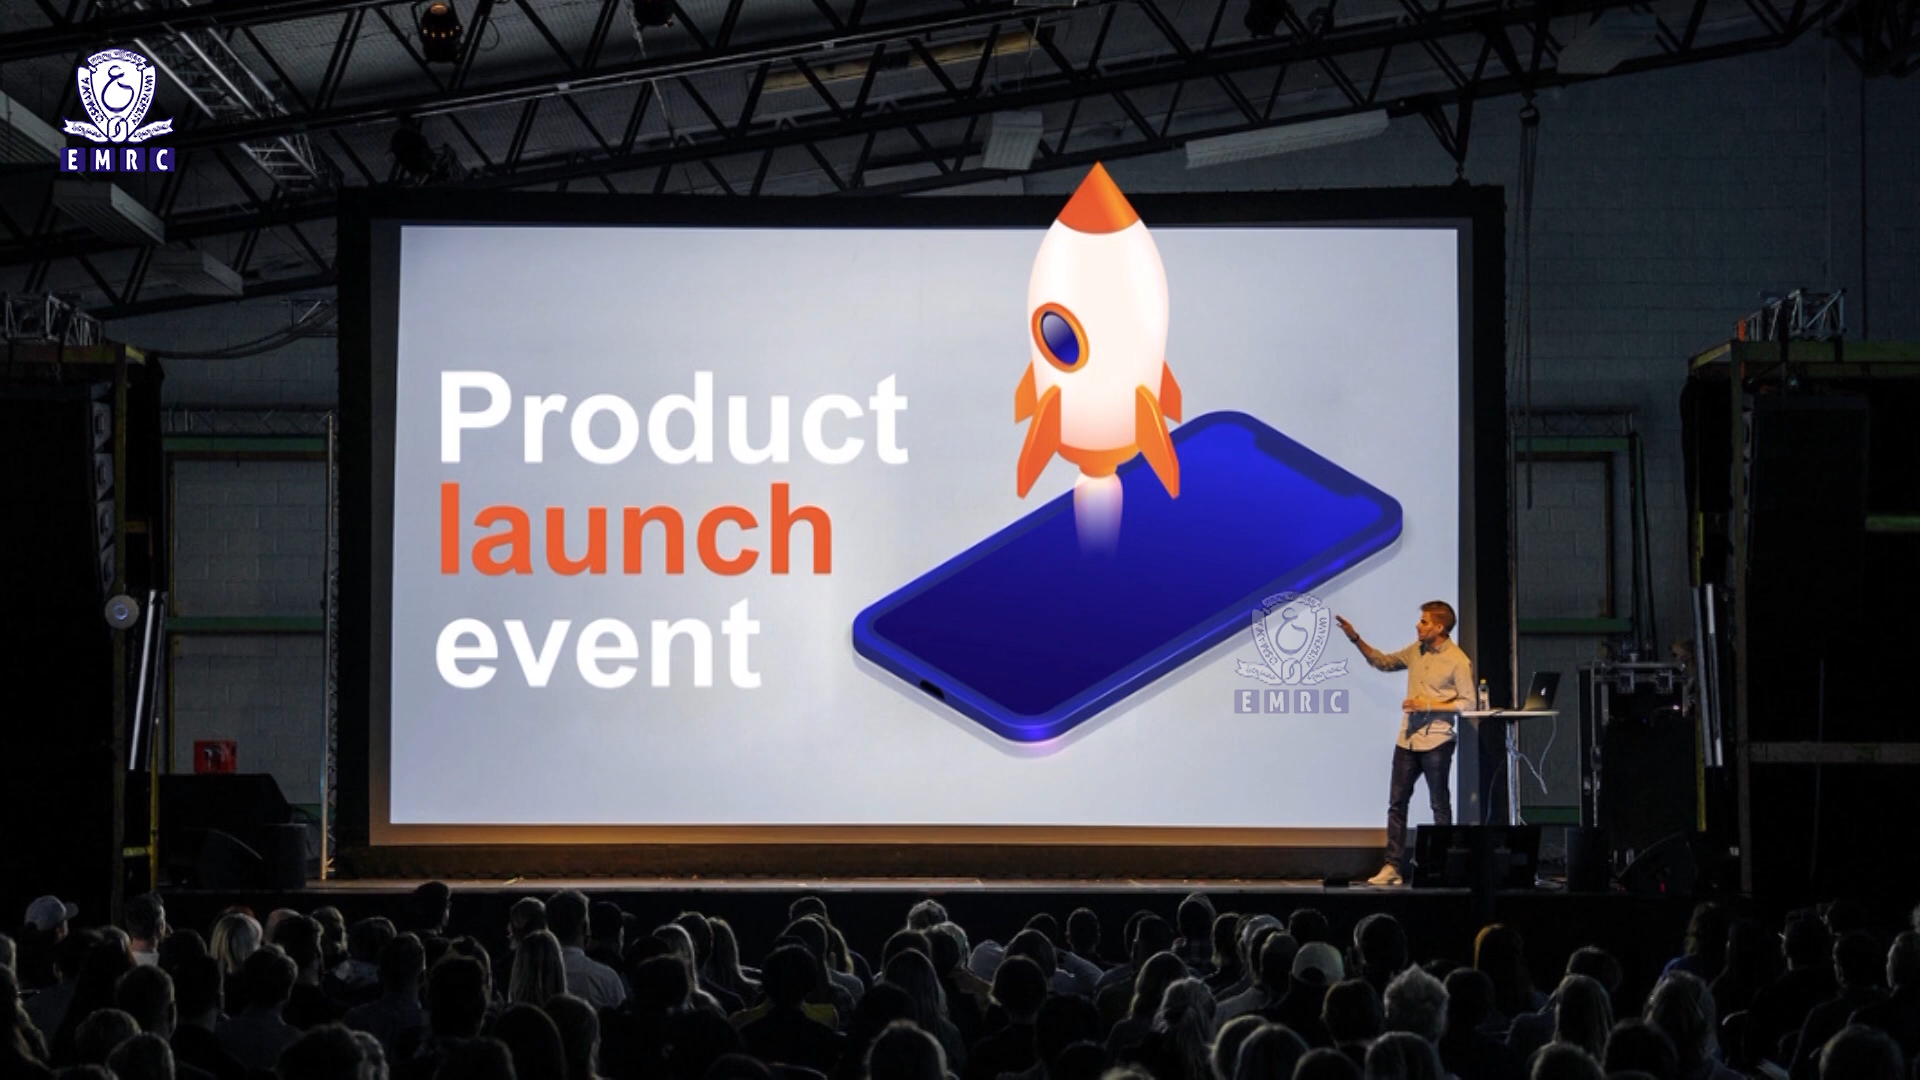 EMRC
Product
launch
event
EMRC